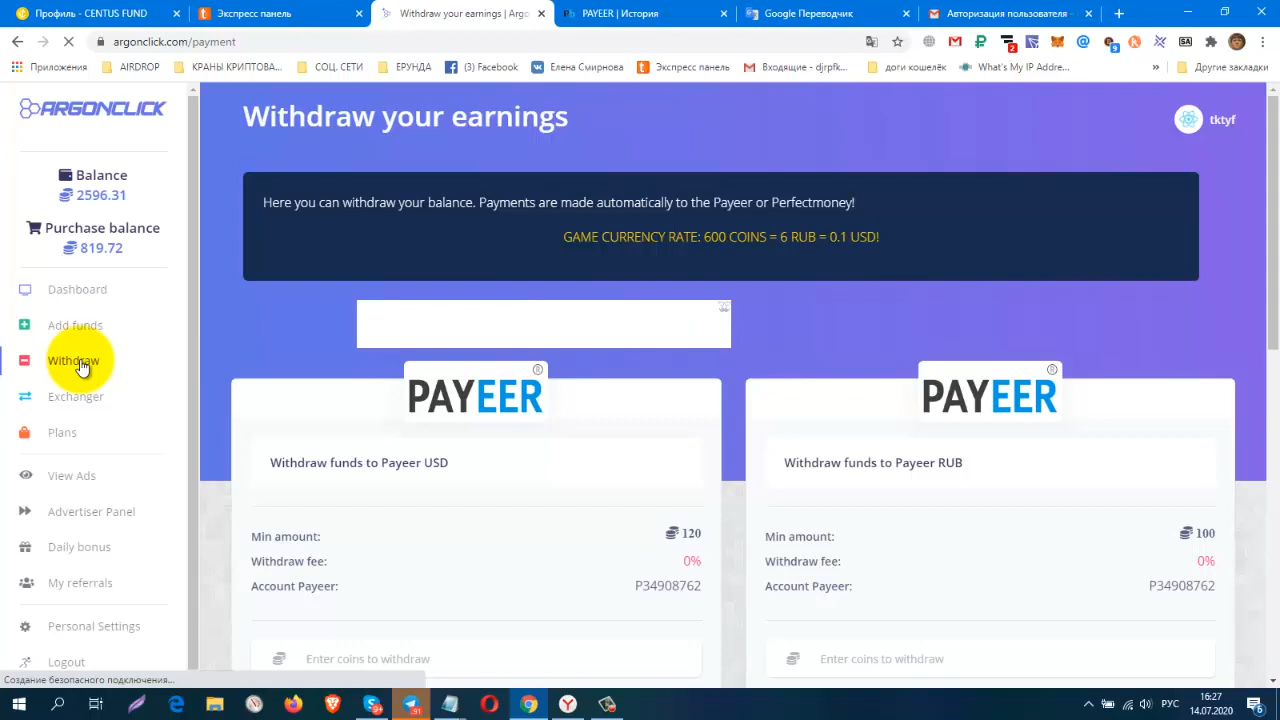 Профиль - CENTUS FUND
Экспресс панель
Withdraw your earnings | Argo
PAYEER | История
Google Переводчик
Авторизация пользователя -
argonclick.com/payment
Приложения
AIRDROP
КРАНЫ КРИПТОВА...
СОЦ. СЕТИ
ЕРУНДА
(3) Facebook
Елена Смирнова
Экспресс панель
Входящие - djrpfk...
доги кошелёк
What's My IP Addre...
»
Другие закладки
ARGONCLICK
Balance
2596.31
Purchase balance
819.72
Dashboard
Add funds
Withdraw
Exchanger
Plans
View Ads
Advertiser Panel
Daily bonus
My referrals
Personal Settings
Logout
Withdraw your earnings
tktyf
Here you can withdraw your balance. Payments are made automatically to the Payeer or Perfectmoney!
GAME CURRENCY RATE: 600 COINS = 6 RUB = 0.1 USD!
PAYEER®
Withdraw funds to Payeer USD
Min amount: 120
Withdraw fee: 0%
Account Payeer: P34908762
Enter coins to withdraw
PAYEER®
Withdraw funds to Payeer RUB
Min amount: 100
Withdraw fee: 0%
Account Payeer: P34908762
Enter coins to withdraw
Создание безопасного подключения...
РУС
16:27
14.07.2020